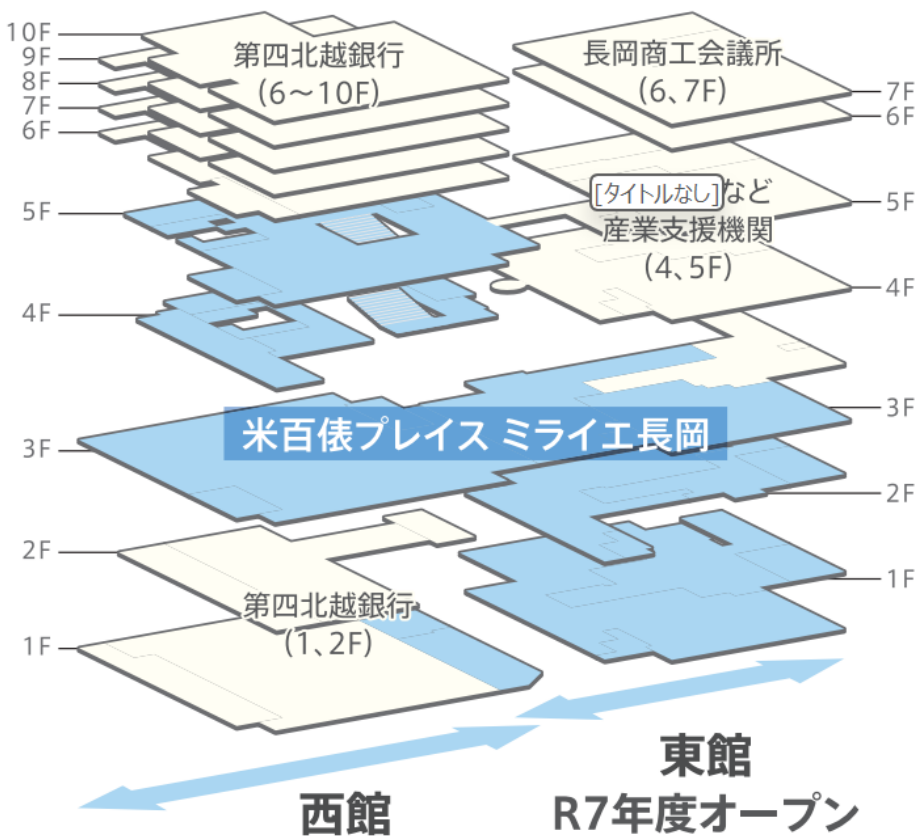 10F
9F
8F
7F
6F
5F
4F
3F
2F
1F
第四北越銀行
(6～10F)
長岡商工会議所
(6、7F)
7F
6F
5F
4F
3F
2F
1F
[タイトルなし]など
産業支援機関
(4、5F)
米百俵プレイス ミライエ長岡
第四北越銀行
(1、2F)
西館
東館
R7年度オープン